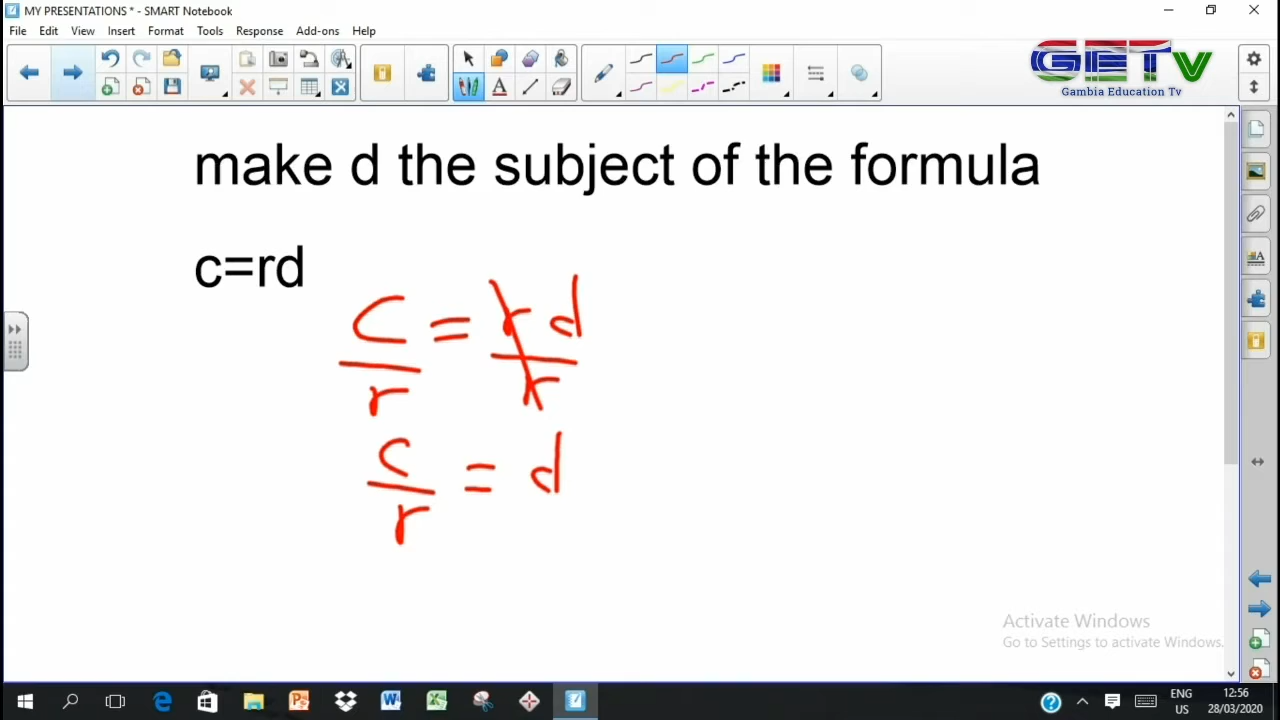 MY PRESENTATIONS * - SMART Notebook
File Edit View Insert Format Tools Response Add-ons Help
GETv
Gambia Education Tv
make d the subject of the formula
c=rd
C = r d
r r
c = d
r
Activate Windows
Go to Settings to activate Windows.
ENG 12:56
US 28/03/2020